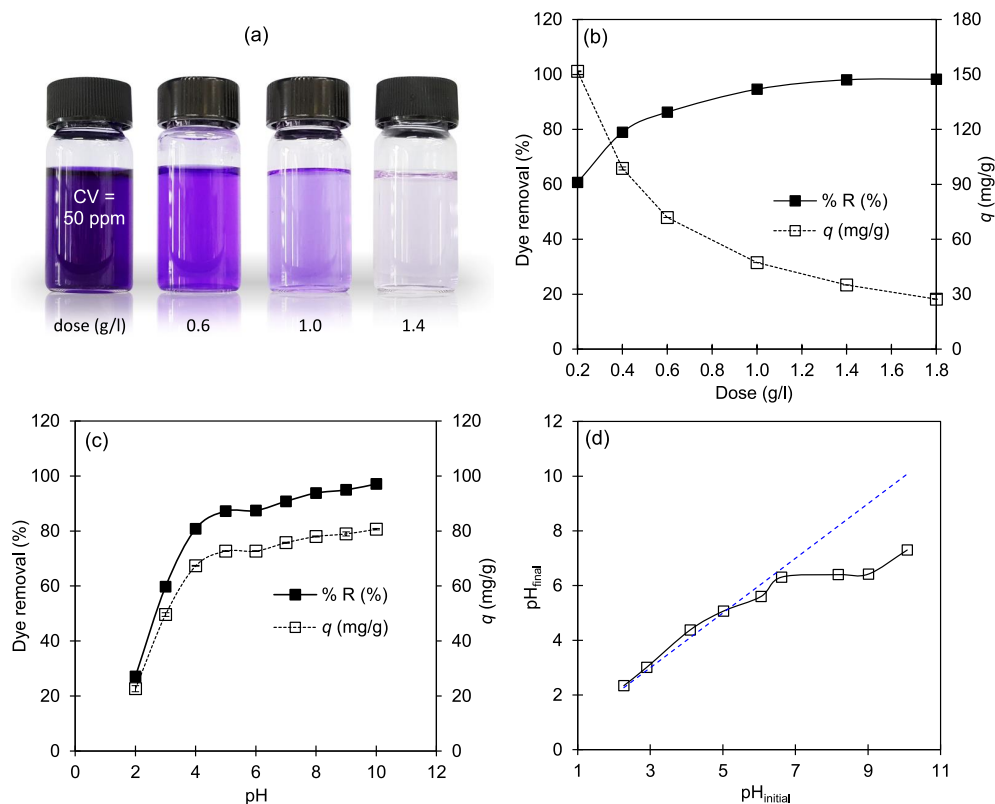 (a)
CV =
50 ppm
dose (g/l) 0.6 1.0 1.4
(b)
120
100
80
60
40
20
0
Dye removal (%)
180
150
120
90
60
30
0
q (mg/g)
% R (%)
q (mg/g)
0.2 0.4 0.6 0.8 1.0 1.2 1.4 1.6 1.8
Dose (g/l)
(c)
120
100
80
60
40
20
0
Dye removal (%)
120
100
80
60
40
20
0
q (mg/g)
% R (%)
q (mg/g)
0 2 4 6 8 10 12
pH
(d)
12
10
8
6
4
2
0
pHfinal
1 3 5 7 9 11
pHinitial